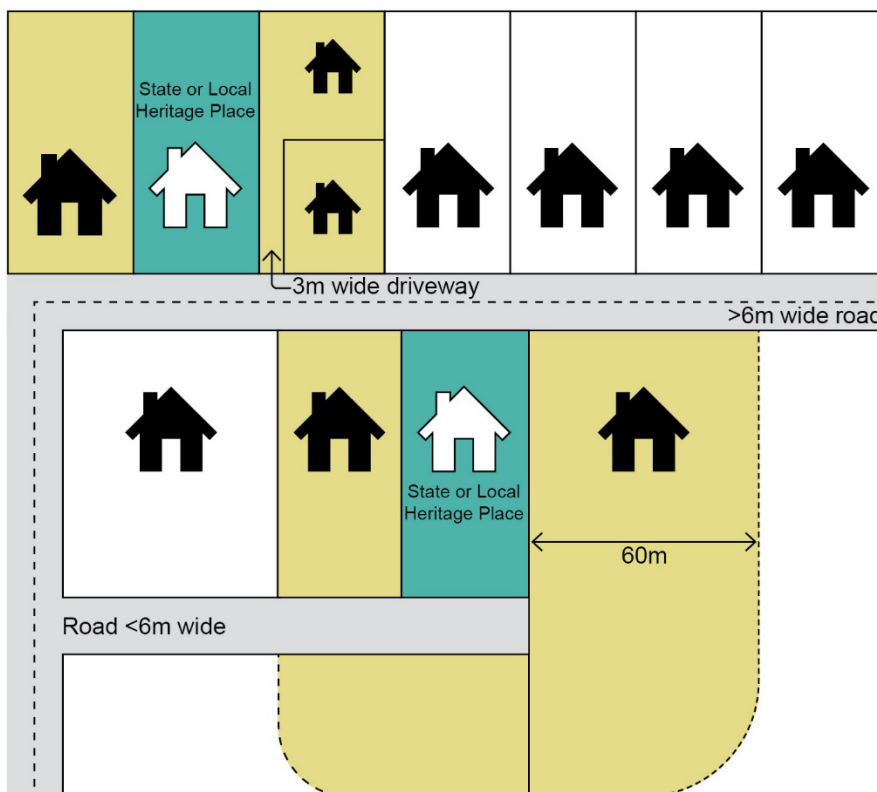 State or Local
Heritage Place
3m wide driveway
>6m wide road
State or Local
Heritage Place
60m
Road <6m wide